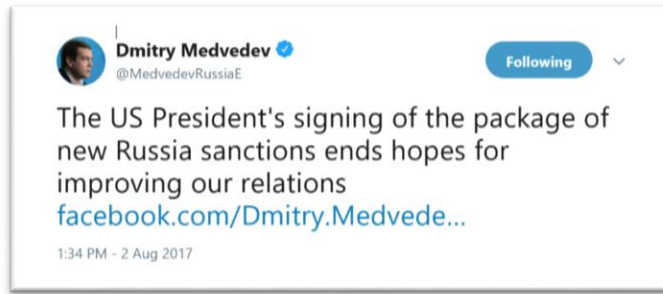 Dmitry Medvedev
@MedvedevRussiaE
Following
The US President's signing of the package of
new Russia sanctions ends hopes for
improving our relations
facebook.com/Dmitry.Medvede...
1:34 PM - 2 Aug 2017